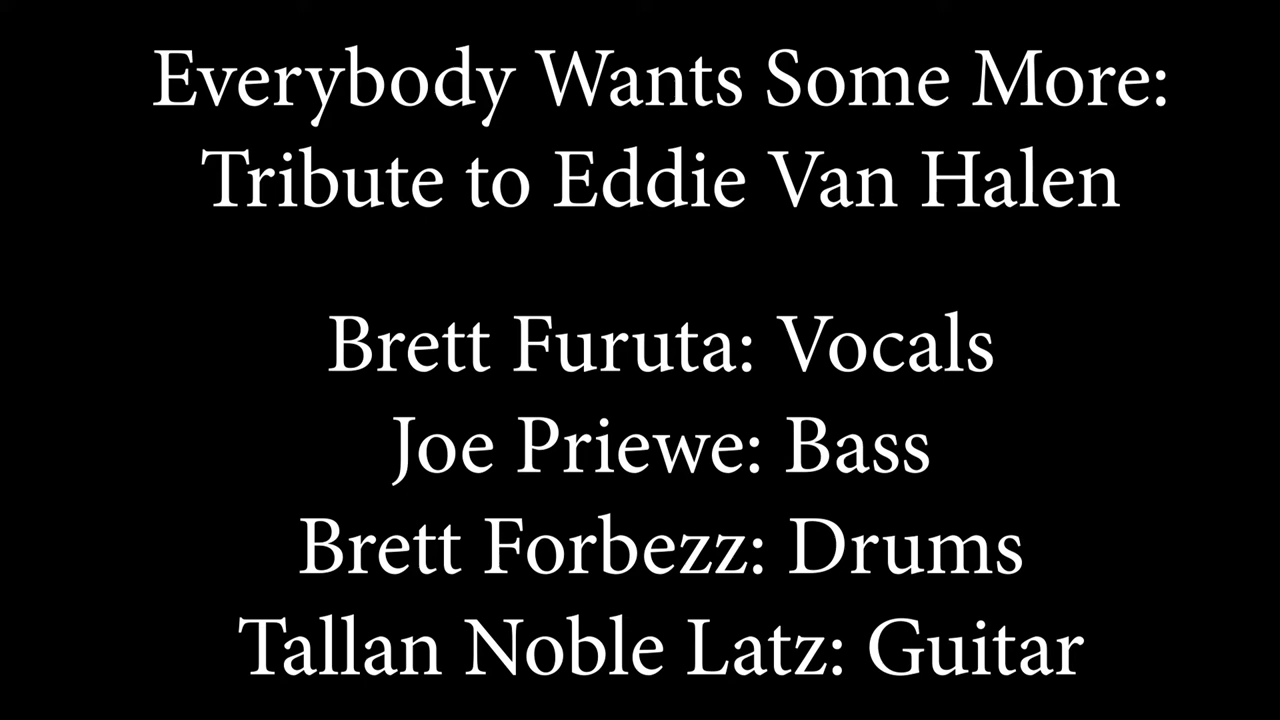 Everybody Wants Some More:
Tribute to Eddie Van Halen
Brett Furuta: Vocals
Joe Priewe: Bass
Brett Forbezz: Drums
Tallan Noble Latz: Guitar